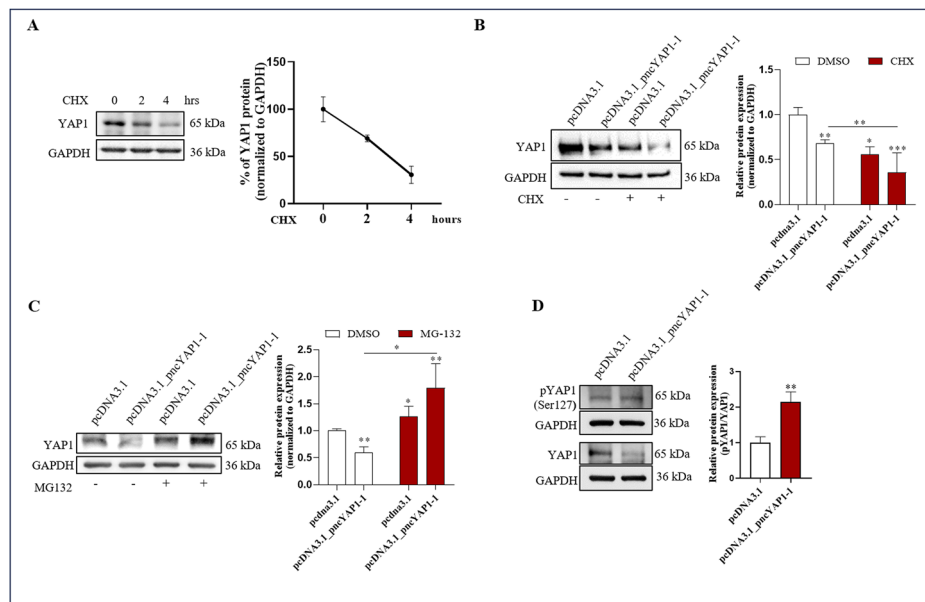 A
CHX 0 2 4 hrs
YAP1 65 kDa
GAPDH 36 kDa
% of YAP1 protein
(normalized to GAPDH)
150
100
50
0
CHX 0 2 4 hours
B
pcDNA3.1
pcDNA3.1_pncYAP1-1
pcDNA3.1
pcDNA3.1_pncYAP1-1
YAP1 65 kDa
GAPDH 36 kDa
CHX - - + +
DMSO CHX
Relative protein expression
(normalized to GAPDH)
1.5
1.0
0.5
0.0
**
**
*
***
pcdna3.1
pcDNA3.1_pncYAP1-1
pcdna3.1
pcDNA3.1_pncYAP1-1
C
pcDNA3.1
pcDNA3.1_pncYAP1-1
pcDNA3.1
pcDNA3.1_pncYAP1-1
YAP1 65 kDa
GAPDH 36 kDa
MG132 - - + +
DMSO MG-132
Relative protein expression
(normalized to GAPDH)
2.5
2.0
1.5
1.0
0.5
0.0
*
**
*
**
pcdna3.1
pcDNA3.1_pncYAP1-1
pcdna3.1
pcDNA3.1_pncYAP1-1
D
pcDNA3.1
pcDNA3.1_pncYAP1-1
pYAP1
(Ser127)
65 kDa
GAPDH 36 kDa
YAP1 65 kDa
GAPDH 36 kDa
Relative protein expression
(pYAP1/YAP1)
3
2
1
0
**
pcDNA3.1
pcDNA3.1_pncYAP1-1